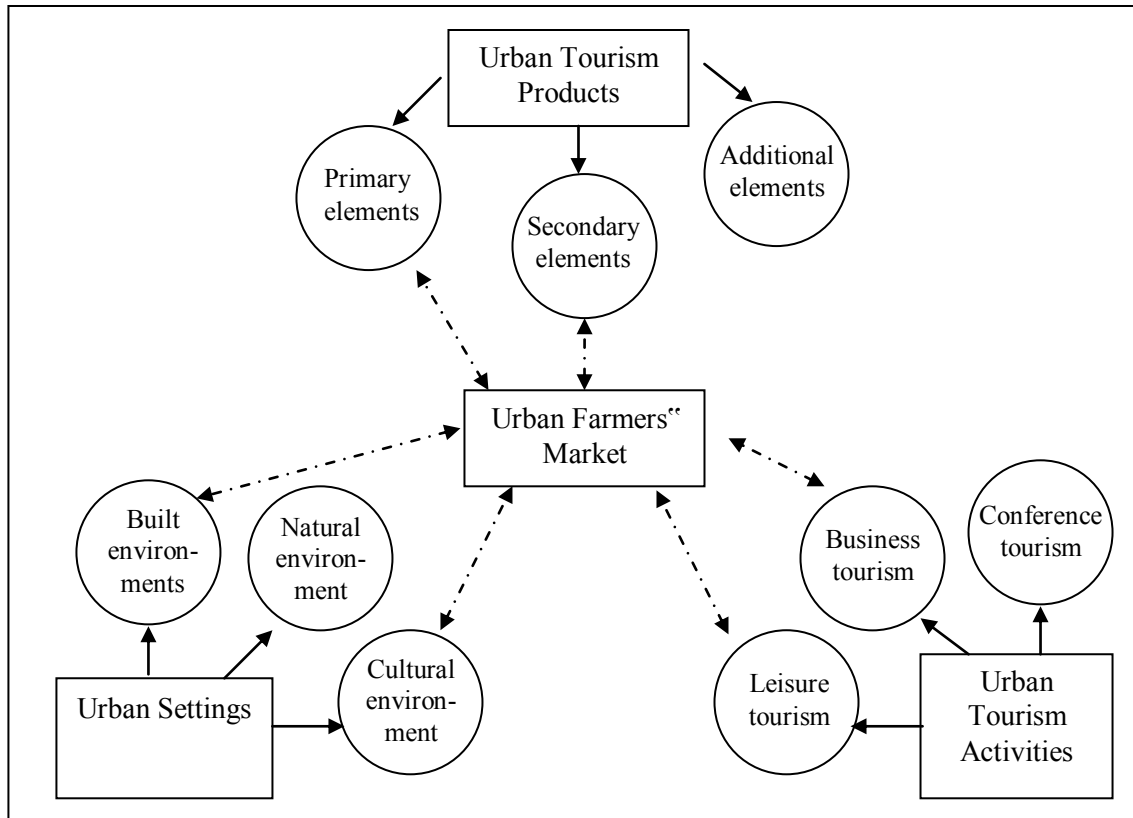 Urban Tourism
Products
Primary
elements
Secondary
elements
Additional
elements
Urban Farmers‟
Market
Built
environ-
ments
Natural
environ-
ment
Cultural
environ-
ment
Urban Settings
Business
tourism
Conference
tourism
Leisure
tourism
Urban
Tourism
Activities